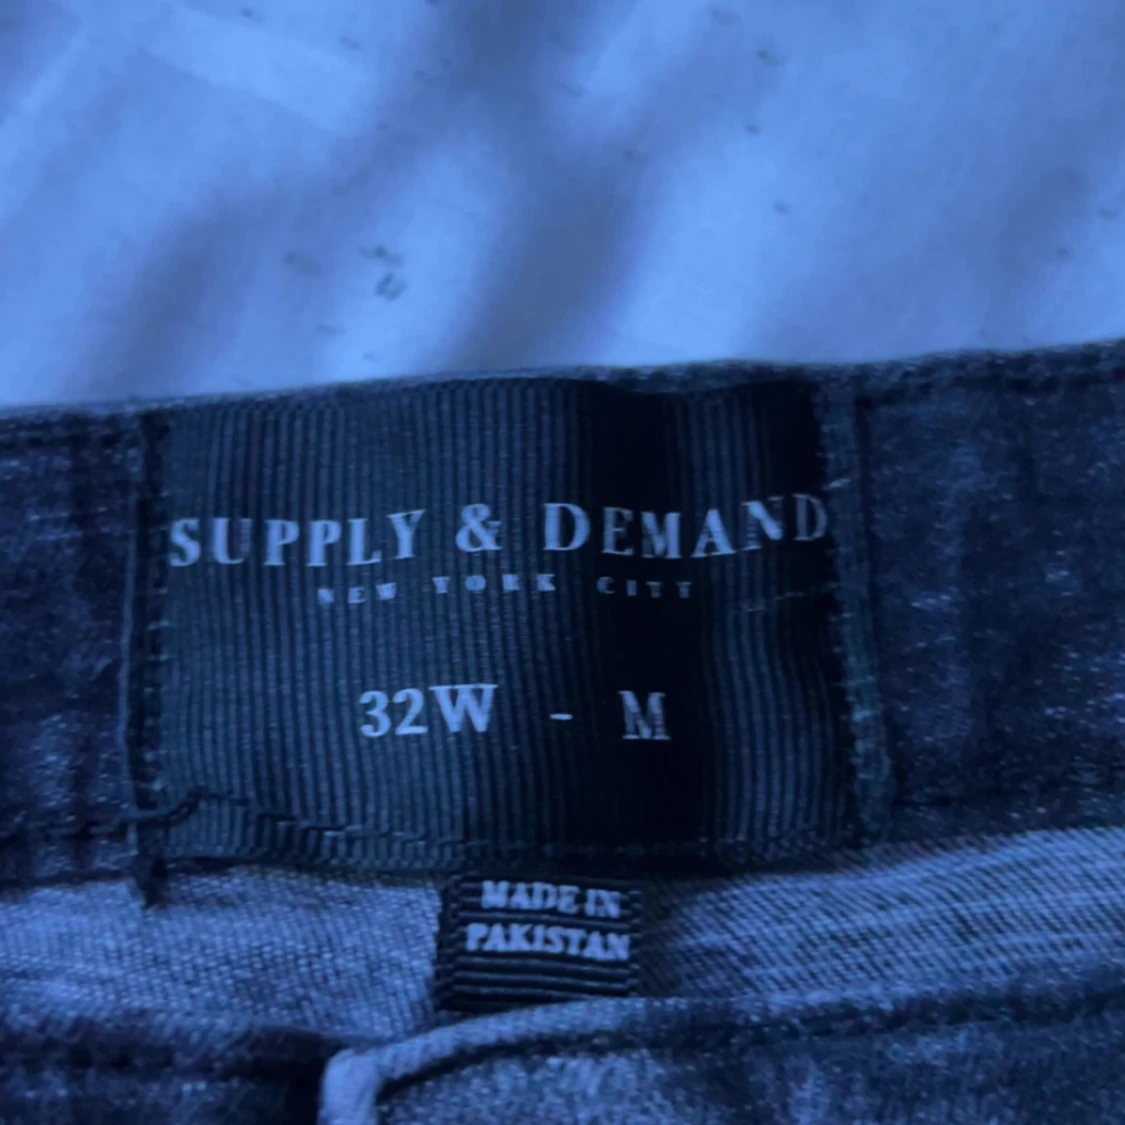 SUPPLY & DEMAND
NEW YORK CITY
32W - M
MADE IN
PAKISTAN